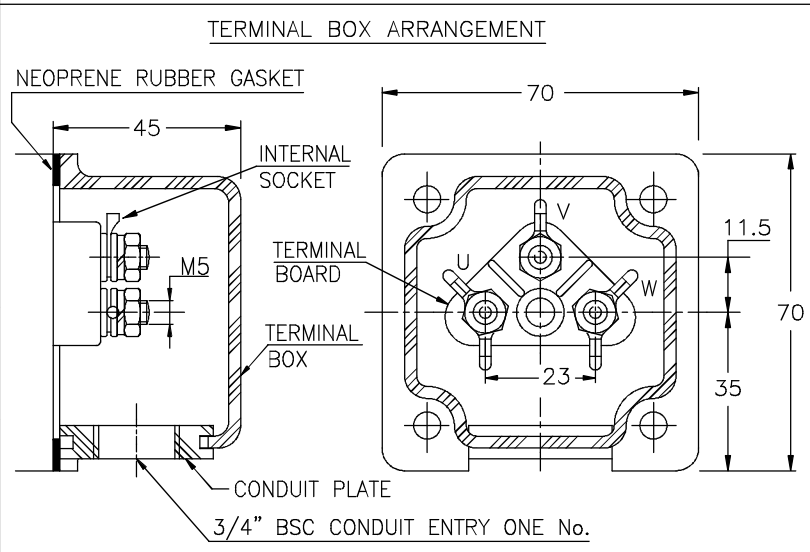 TERMINAL BOX ARRANGEMENT
NEOPRENE RUBBER GASKET
70
45
INTERNAL
SOCKET
V
11.5
TERMINAL
BOARD
U
M5
W
70
TERMINAL
BOX
23
35
CONDUIT PLATE
3/4" BSC CONDUIT ENTRY ONE No.